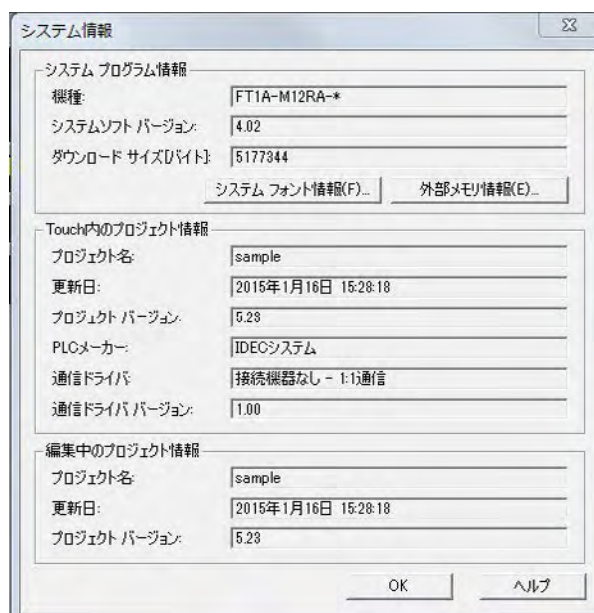 システム情報
システム プログラム情報
機種: FT1A-M12RA-*
システムソフト バージョン: 4.02
ダウンロード サイズ[バイト]: 5177344
システム フォント情報(F)... 外部メモリ情報(E)...
Touch内のプロジェクト情報
プロジェクト名: sample
更新日: 2015年1月16日 15:28:18
プロジェクト バージョン: 5.23
PLCメーカー: IDECシステム
通信ドライバ: 接続機器なし - 1:1通信
通信ドライバ バージョン: 1.00
編集中のプロジェクト情報
プロジェクト名: sample
更新日: 2015年1月16日 15:28:18
プロジェクト バージョン: 5.23
OK ヘルプ